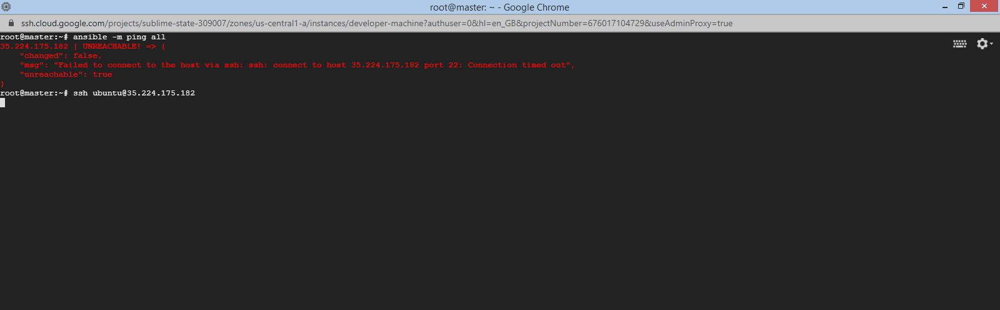 root@master: ~ - Google Chrome
ssh.cloud.google.com/projects/sublime-state-309007/zones/us-central1-a/instances/developer-machine?authuser=0&hl=en_GB&projectNumber=676017104729&useAdminProxy=true
root@master:~# ansible -m ping all
35.224.175.182 | UNREACHABLE! => {
    "changed": false,
    "msg": "Failed to connect to the host via ssh: ssh: connect to host 35.224.175.182 port 22: Connection timed out",
    "unreachable": true
}
root@master:~# ssh ubuntu@35.224.175.182